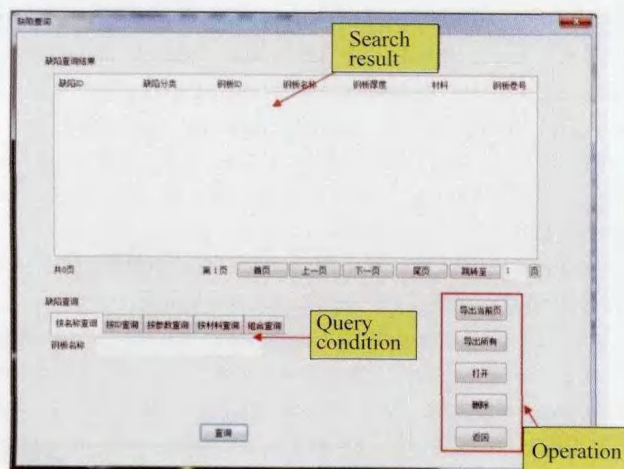 缺陷查询
Search
result
缺陷查询结果
缺陷ID 缺陷分类 钢板ID 钢板名称 钢板厚度 材料 钢板卷号
共0页 第1页 首页 上一页 下一页 尾页 跳转至 1 页
缺陷查询
按名称查询 按ID查询 按参数查询 按材料查询 组合查询
Query
condition
钢板名称
查询
导出当前页
导出所有
打开
删除
返回
Operation